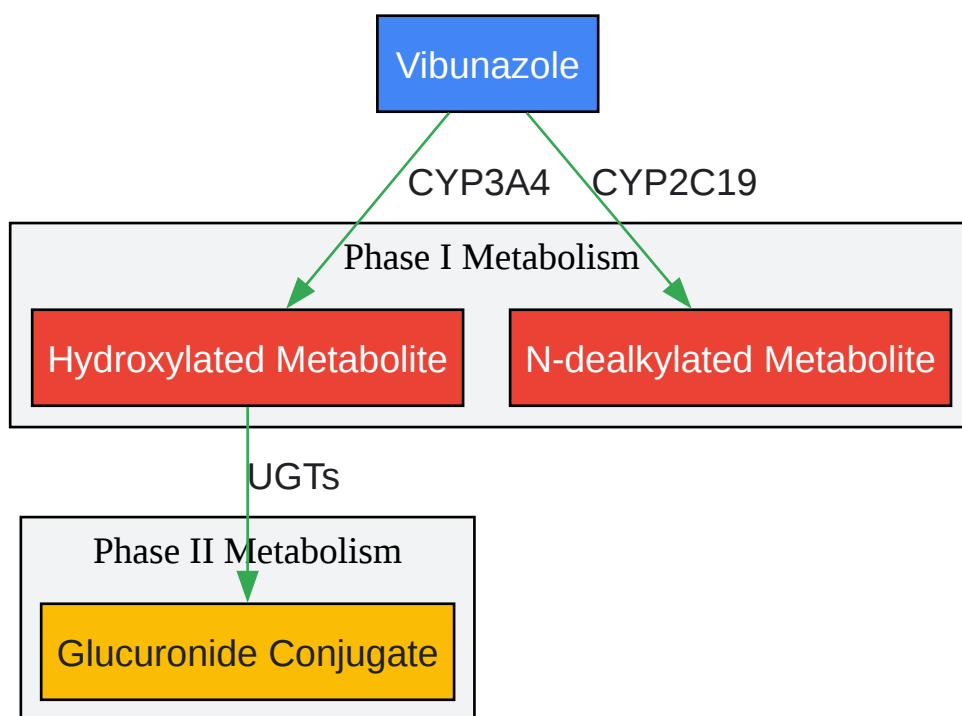 Vibunazole
CYP3A4
CYP2C19
Phase I Metabolism
Hydroxylated Metabolite
N-dealkylated Metabolite
UGTs
Phase II Metabolism
Glucuronide Conjugate